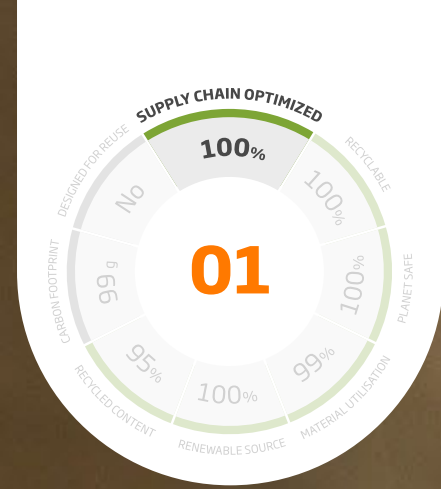 SUPPLY CHAIN OPTIMIZED
100%
RECYCLABLE
100%
PLANET SAFE
100%
MATERIAL UTILISATION
99%
RENEWABLE SOURCE
100%
RECYCLED CONTENT
95%
CARBON FOOTPRINT
66 g
DESIGNED FOR REUSE
No
01